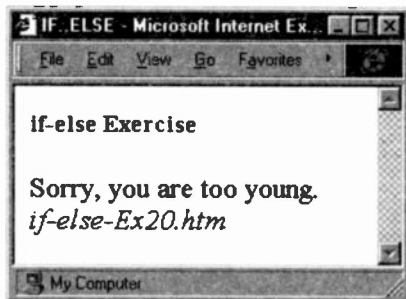 IF..ELSE - Microsoft Internet Ex...
File Edit View Go Favorites
if-else Exercise
Sorry, you are too young.
if-else-Ex20.htm
My Computer